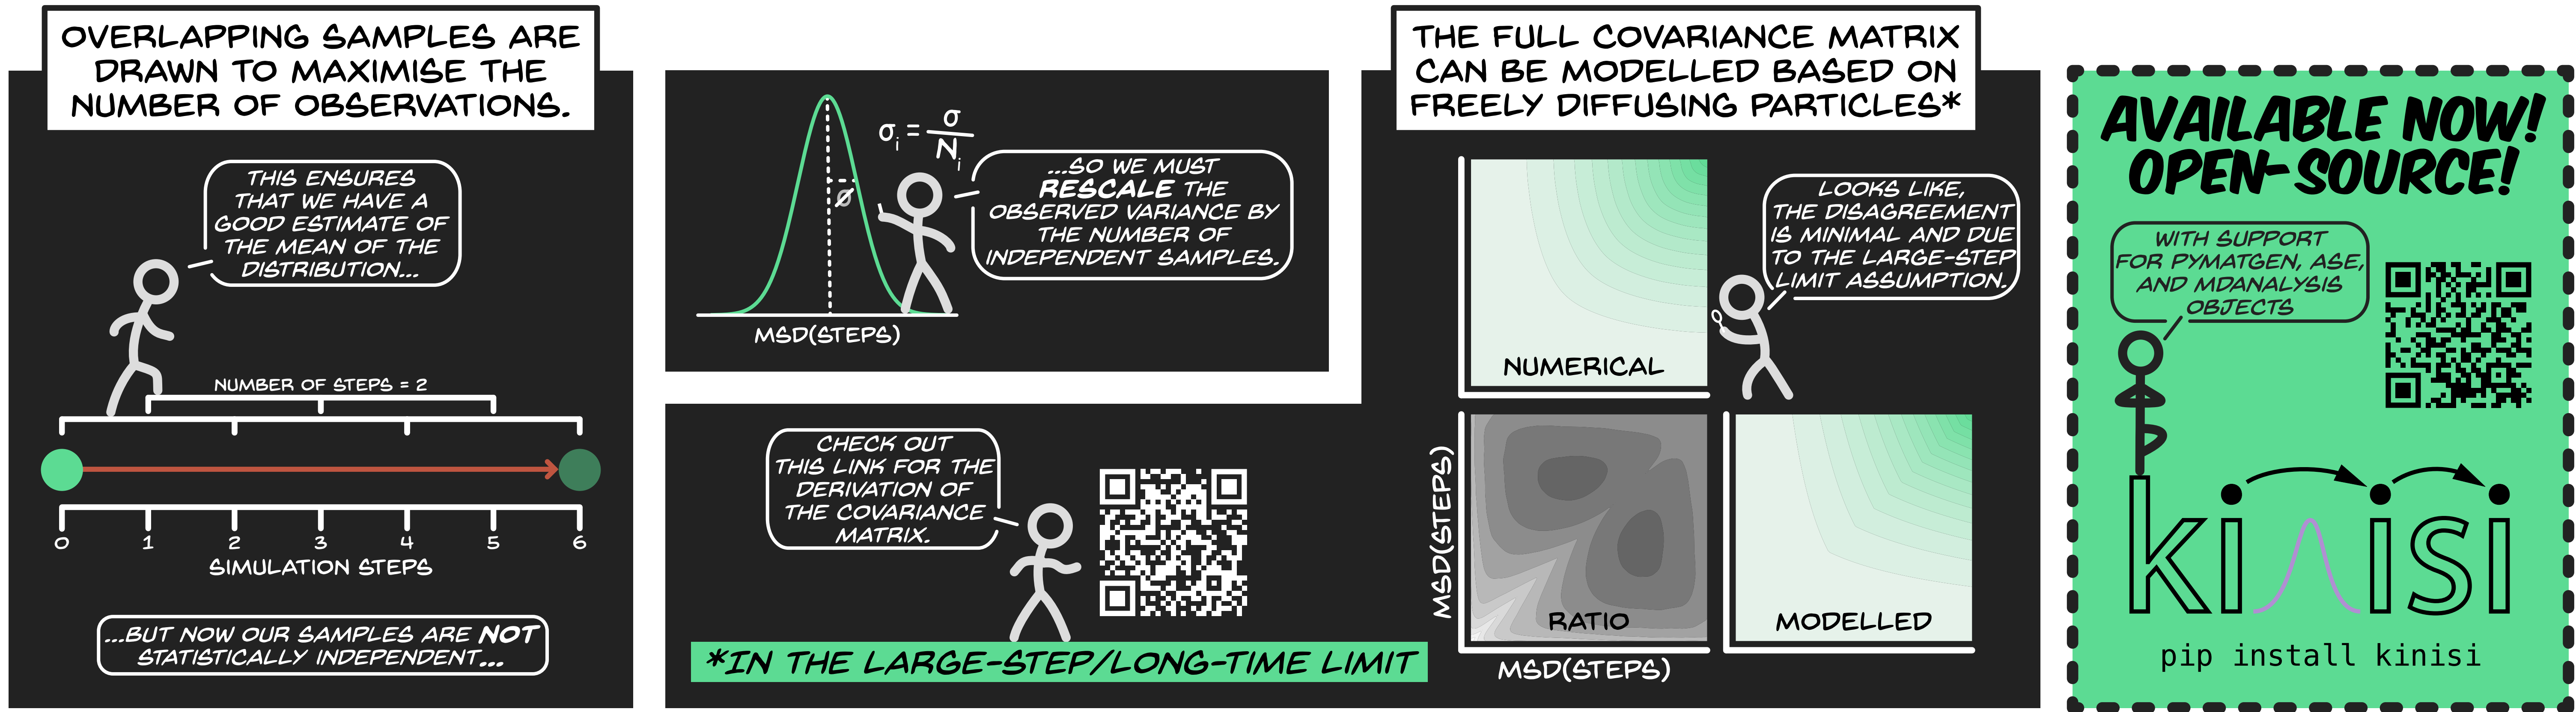 OVERLAPPING SAMPLES ARE
DRAWN TO MAXIMISE THE
NUMBER OF OBSERVATIONS.
THIS ENSURES
THAT WE HAVE A
GOOD ESTIMATE OF
THE MEAN OF THE
DISTRIBUTION...
NUMBER OF STEPS = 2
0 1 2 3 4 5 6
SIMULATION STEPS
...BUT NOW OUR SAMPLES ARE NOT
STATISTICALLY INDEPENDENT...
σi = σ / Ni
...SO WE MUST
RESCALE THE
OBSERVED VARIANCE BY
THE NUMBER OF
INDEPENDENT SAMPLES.
MSD(STEPS)
CHECK OUT
THIS LINK FOR THE
DERIVATION OF
THE COVARIANCE
MATRIX.
*IN THE LARGE-STEP/LONG-TIME LIMIT
THE FULL COVARIANCE MATRIX
CAN BE MODELLED BASED ON
FREELY DIFFUSING PARTICLES*
LOOKS LIKE,
THE DISAGREEMENT
IS MINIMAL AND DUE
TO THE LARGE-STEP
LIMIT ASSUMPTION.
NUMERICAL
MSD(STEPS)
RATIO
MODELLED
MSD(STEPS)
AVAILABLE NOW!
OPEN-SOURCE!
WITH SUPPORT
FOR PYMATGEN, ASE,
AND MDANALYSIS
OBJECTS
kinisi
pip install kinisi